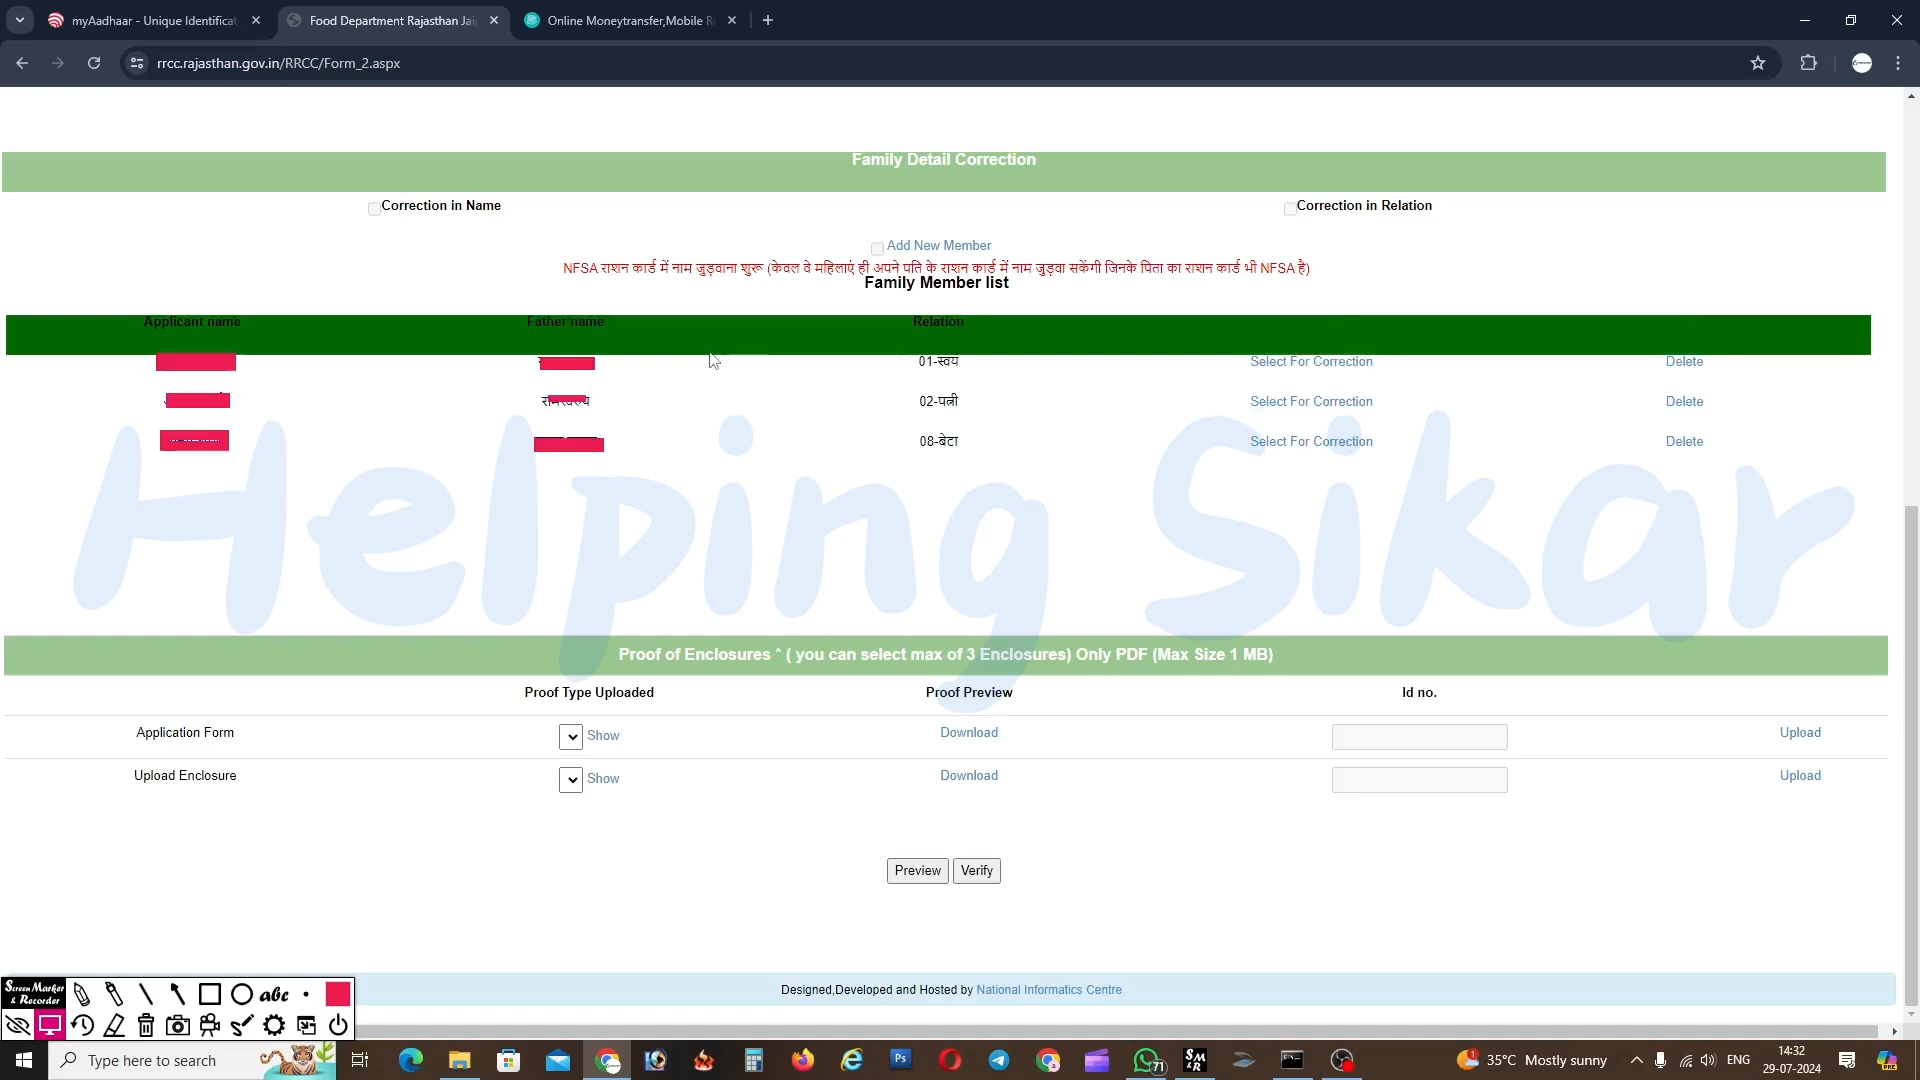 myAadhaar - Unique Identificat
Food Department Rajasthan Jai
Online Moneytransfer,Mobile R
rrcc.rajasthan.gov.in/RRCC/Form_2.aspx
Family Detail Correction
Correction in Name
Correction in Relation
Add New Member
NFSA राशन कार्ड में नाम जुड़वाना शुरू (केवल वे महिलाएं ही अपने पति के राशन कार्ड में नाम जुड़वा सकेंगी जिनके पिता का राशन कार्ड भी NFSA है)
Family Member list
Applicant name Father name Relation
01-स्वयं Select For Correction Delete
02-पत्नी Select For Correction Delete
08-बेटा Select For Correction Delete
Helping Sikar
Proof of Enclosures * ( you can select max of 3 Enclosures) Only PDF (Max Size 1 MB)
Proof Type Uploaded Proof Preview Id no.
Application Form Show Download Upload
Upload Enclosure Show Download Upload
Preview Verify
Designed,Developed and Hosted by National Informatics Centre
Screen Marker
& Recorder
abc
Type here to search
Ps
71
SM
&R
1
35°C Mostly sunny
ENG
14:32
29-07-2024
PRE